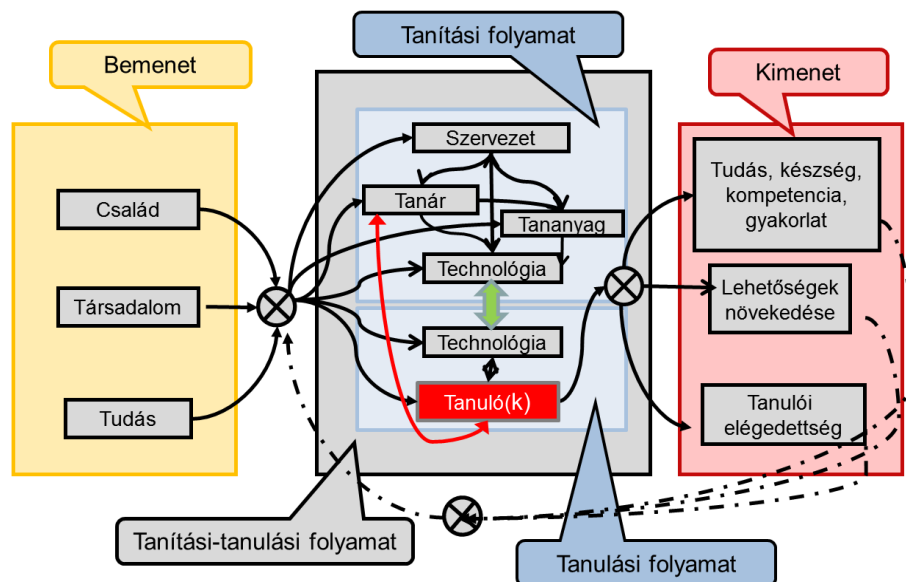 Tanítási folyamat
Bemenet
Kimenet
Szervezet
Tudás, készség,
kompetencia,
gyakorlat
Család
Tanár
Tananyag
Technológia
Társadalom
Lehetőségek
növekedése
Technológia
Tanuló(k)
Tudás
Tanulói
elégedettség
Tanítási-tanulási folyamat
Tanulási folyamat